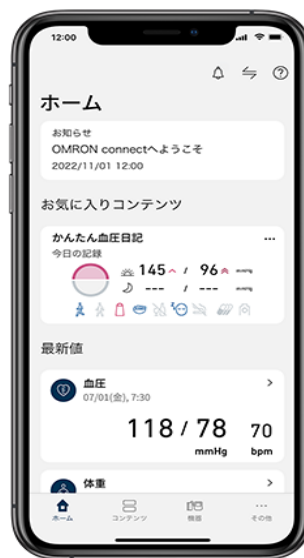 12:00
ホーム
お知らせ
OMRON connectへようこそ
2022/11/01 12:00
お気に入りコンテンツ
かんたん血圧日記 ...
今日の記録
145 / 96 mmHg
--- / --- mmHg
最新値
血圧
07/01(金), 7:30
118 / 78 70
mmHg bpm
体重
ホーム コンテンツ 機器 その他